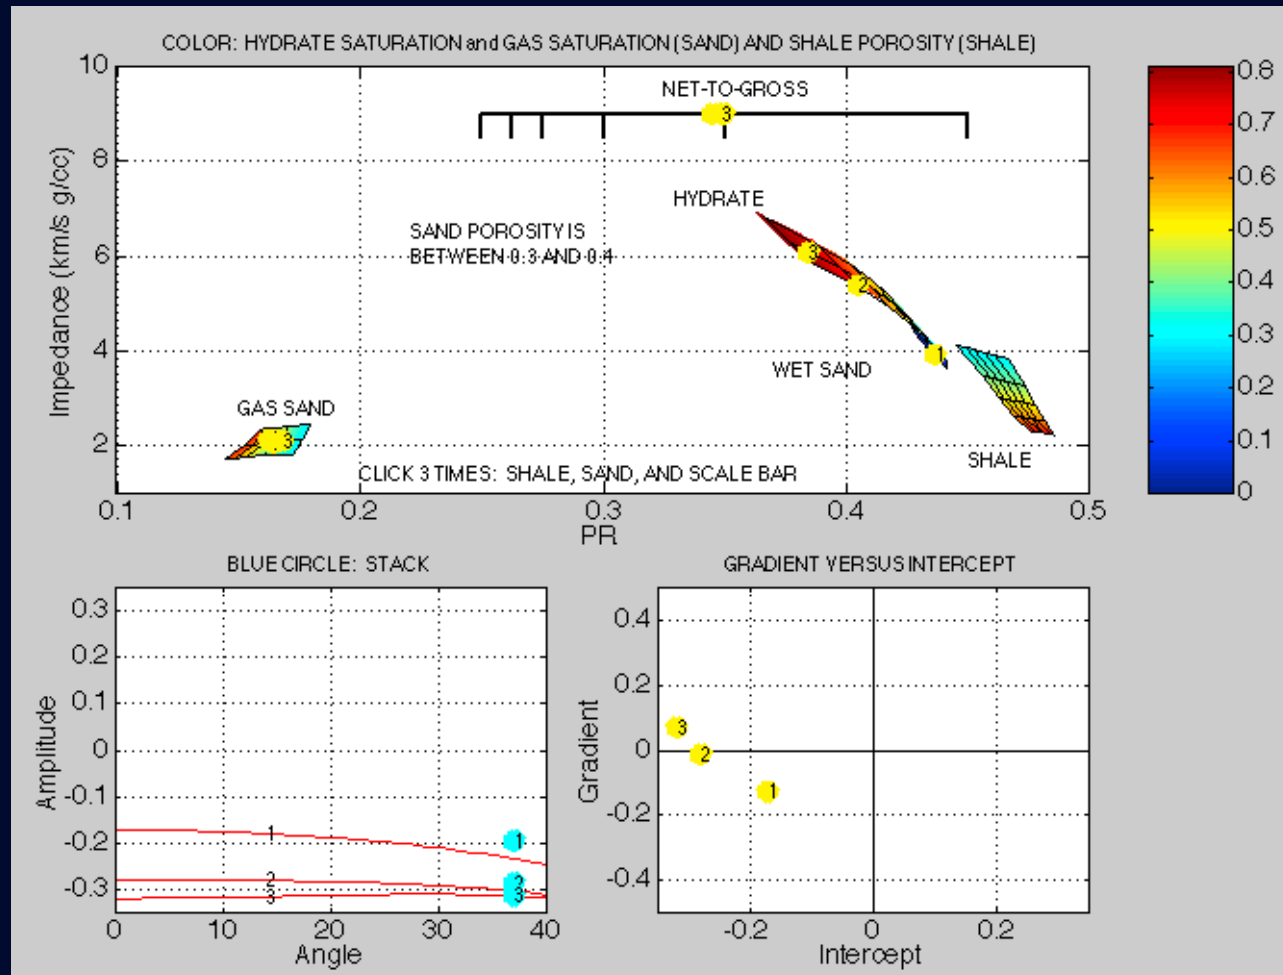 COLOR: HYDRATE SATURATION and GAS SATURATION (SAND) AND SHALE POROSITY (SHALE)
10
8
6
4
2
Impedance (km/s g/cc)
NET-TO-GROSS
3
HYDRATE
SAND POROSITY IS
BETWEEN 0.3 AND 0.4
3
2
1
WET SAND
GAS SAND
3
SHALE
CLICK 3 TIMES: SHALE, SAND, AND SCALE BAR
0.1 0.2 0.3 0.4 0.5
PR
0.8
0.7
0.6
0.5
0.4
0.3
0.2
0.1
0
BLUE CIRCLE: STACK
0.3
0.2
0.1
0
-0.1
-0.2
-0.3
Amplitude
1
2
3
1
2
3
0 10 20 30 40
Angle
GRADIENT VERSUS INTERCEPT
0.4
0.2
0
-0.2
-0.4
Gradient
3
2
1
-0.2 0 0.2
Intercept